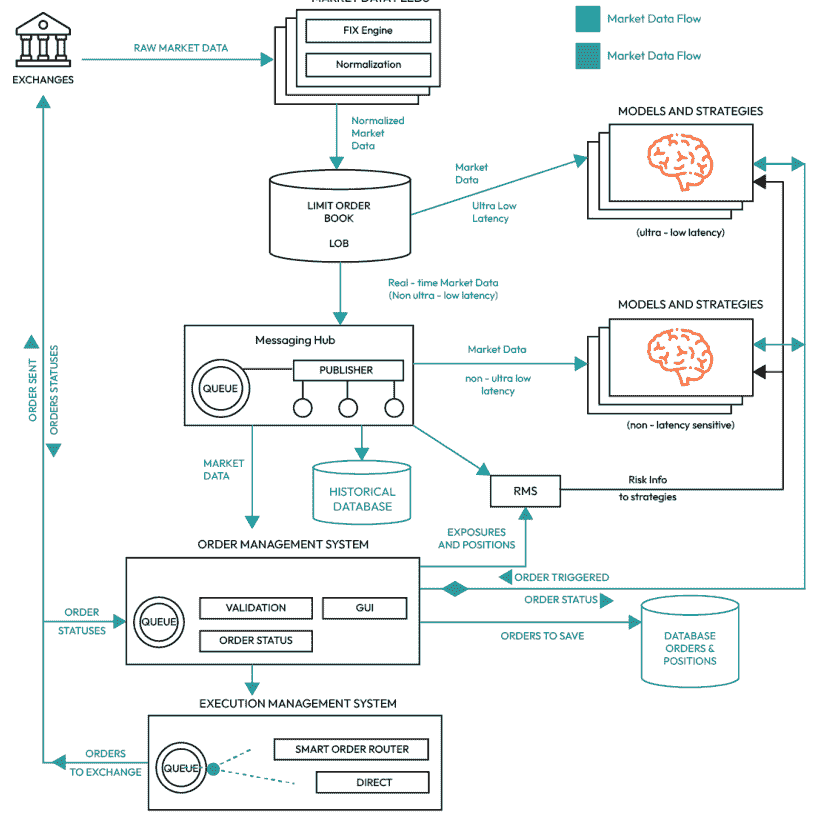 MARKET DATA FEEDS
FIX Engine
Normalization
Market Data Flow
Market Data Flow
EXCHANGES
RAW MARKET DATA
Normalized
Market
Data
MODELS AND STRATEGIES
(ultra - low latency)
Market
Data
Ultra Low
Latency
LIMIT ORDER
BOOK
LOB
Real - time Market Data
(Non ultra - low latency)
MODELS AND STRATEGIES
(non - latency sensitive)
Messaging Hub
QUEUE
PUBLISHER
Market Data
non - ultra low
latency
ORDER SENT
ORDERS STATUSES
MARKET
DATA
HISTORICAL
DATABASE
RMS
Risk Info
to strategies
EXPOSURES
AND POSITIONS
ORDER MANAGEMENT SYSTEM
QUEUE
VALIDATION
GUI
ORDER STATUS
ORDER TRIGGERED
ORDER STATUS
ORDER
STATUSES
ORDERS TO SAVE
DATABASE
ORDERS &
POSITIONS
EXECUTION MANAGEMENT SYSTEM
QUEUE
SMART ORDER ROUTER
DIRECT
ORDERS
TO EXCHANGE